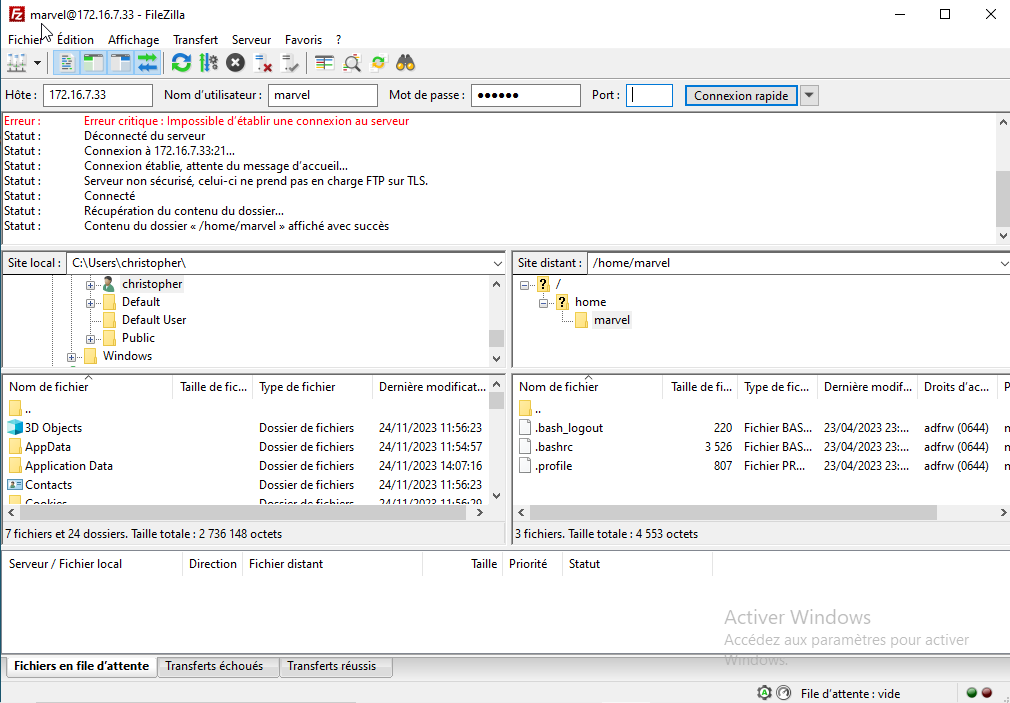 marvel@172.16.7.33 - FileZilla
Fichier Édition Affichage Transfert Serveur Favoris ?
Hôte : 172.16.7.33 Nom d'utilisateur : marvel Mot de passe : ●●●●●● Port : Connexion rapide
Erreur : Erreur critique : Impossible d'établir une connexion au serveur
Statut : Déconnecté du serveur
Statut : Connexion à 172.16.7.33:21...
Statut : Connexion établie, attente du message d'accueil...
Statut : Serveur non sécurisé, celui-ci ne prend pas en charge FTP sur TLS.
Statut : Connecté
Statut : Récupération du contenu du dossier...
Statut : Contenu du dossier « /home/marvel » affiché avec succès
Site local : C:\Users\christopher\
christopher
Default
Default User
Public
Windows
Site distant : /home/marvel
? /
? home
marvel
Nom de fichier Taille de fic... Type de fichier Dernière modificat...
..
3D Objects Dossier de fichiers 24/11/2023 11:56:23
AppData Dossier de fichiers 24/11/2023 11:54:57
Application Data Dossier de fichiers 24/11/2023 14:07:16
Contacts Dossier de fichiers 24/11/2023 11:56:23
Cookies Dossier de fichiers 24/11/2023 11:56:29
7 fichiers et 24 dossiers. Taille totale : 2 736 148 octets
Nom de fichier Taille de fi... Type de fic... Dernière modif... Droits d'ac... P
..
.bash_logout 220 Fichier BAS... 23/04/2023 23:... adfrw (0644)
.bashrc 3 526 Fichier BAS... 23/04/2023 23:... adfrw (0644)
.profile 807 Fichier PR... 23/04/2023 23:... adfrw (0644)
3 fichiers. Taille totale : 4 553 octets
Serveur / Fichier local Direction Fichier distant Taille Priorité Statut
Activer Windows
Accédez aux paramètres pour activer
Windows.
Fichiers en file d'attente Transferts échoués Transferts réussis
File d'attente : vide